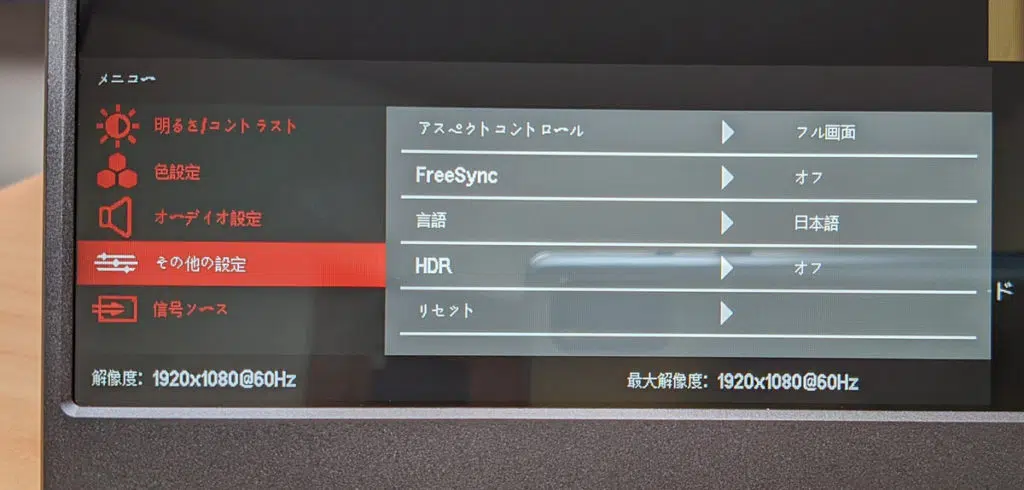 メニュー
明るさ/コントラスト
色設定
オーディオ設定
その他の設定
信号ソース
アスペクトコントロール フル画面
FreeSync オフ
言語 日本語
HDR オフ
リセット
ド
解像度: 1920x1080@60Hz
最大解像度: 1920x1080@60Hz